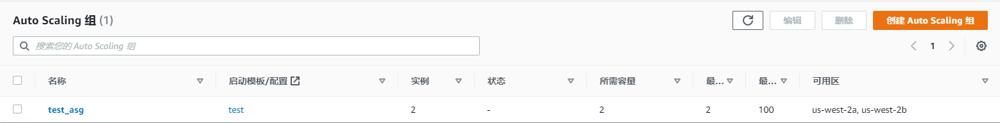 Auto Scaling 组 (1)
编辑
删除
创建 Auto Scaling 组
搜索您的 Auto Scaling 组
1
名称 启动模板/配置 实例 状态 所需容量 最... 最... 可用区
test_asg test 2 - 2 2 100 us-west-2a, us-west-2b